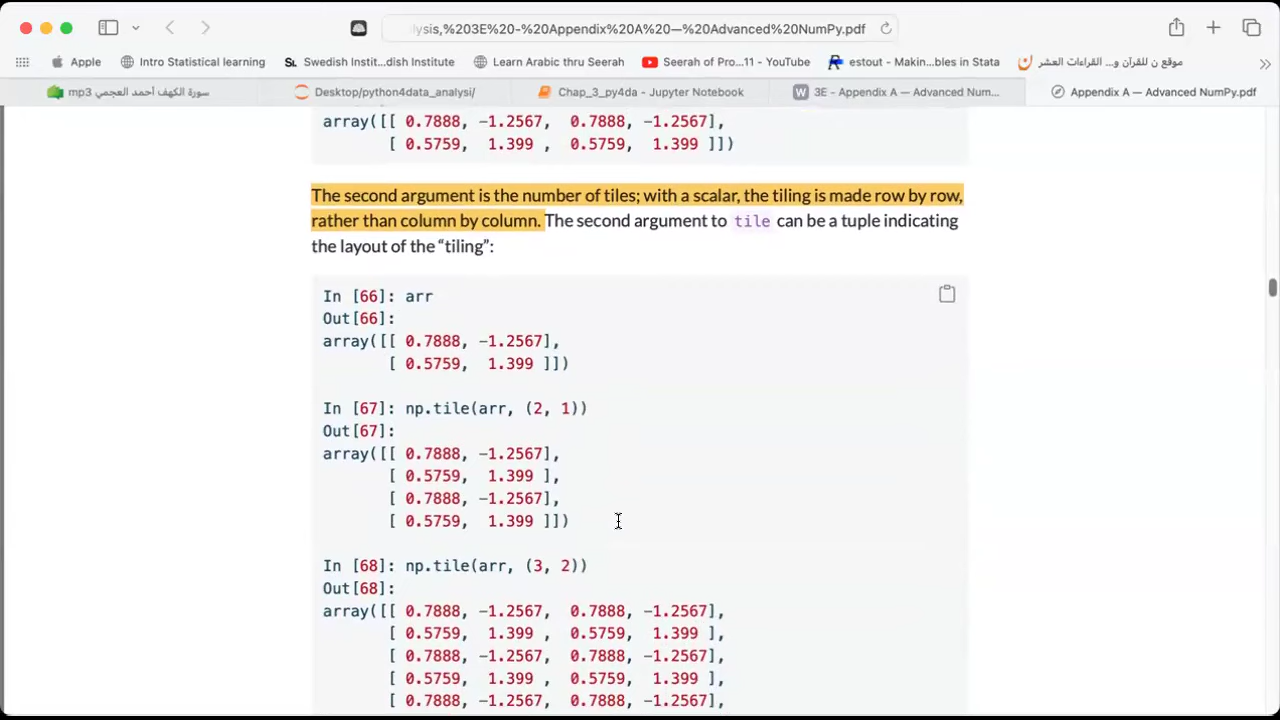 lysis,%203E%20-%20Appendix%20A%20—%20Advanced%20NumPy.pdf
Apple
Intro Statistical learning
SL Swedish Instit...dish Institute
Learn Arabic thru Seerah
Seerah of Pro...11 - YouTube
estout - Makin...bles in Stata
موقع ن للقرآن و... القراءات العشر
سورة الكهف أحمد العجمي mp3
Desktop/python4data_analysi/
Chap_3_py4da - Jupyter Notebook
W 3E - Appendix A — Advanced Num...
Appendix A — Advanced NumPy.pdf
array([[ 0.7888, -1.2567, 0.7888, -1.2567],
[ 0.5759, 1.399 , 0.5759, 1.399 ]])
The second argument is the number of tiles; with a scalar, the tiling is made row by row,
rather than column by column. The second argument to tile can be a tuple indicating
the layout of the “tiling”:
In [66]: arr
Out[66]:
array([[ 0.7888, -1.2567],
[ 0.5759, 1.399 ]])
In [67]: np.tile(arr, (2, 1))
Out[67]:
array([[ 0.7888, -1.2567],
[ 0.5759, 1.399 ],
[ 0.7888, -1.2567],
[ 0.5759, 1.399 ]])
In [68]: np.tile(arr, (3, 2))
Out[68]:
array([[ 0.7888, -1.2567, 0.7888, -1.2567],
[ 0.5759, 1.399 , 0.5759, 1.399 ],
[ 0.7888, -1.2567, 0.7888, -1.2567],
[ 0.5759, 1.399 , 0.5759, 1.399 ],
[ 0.7888, -1.2567, 0.7888, -1.2567],